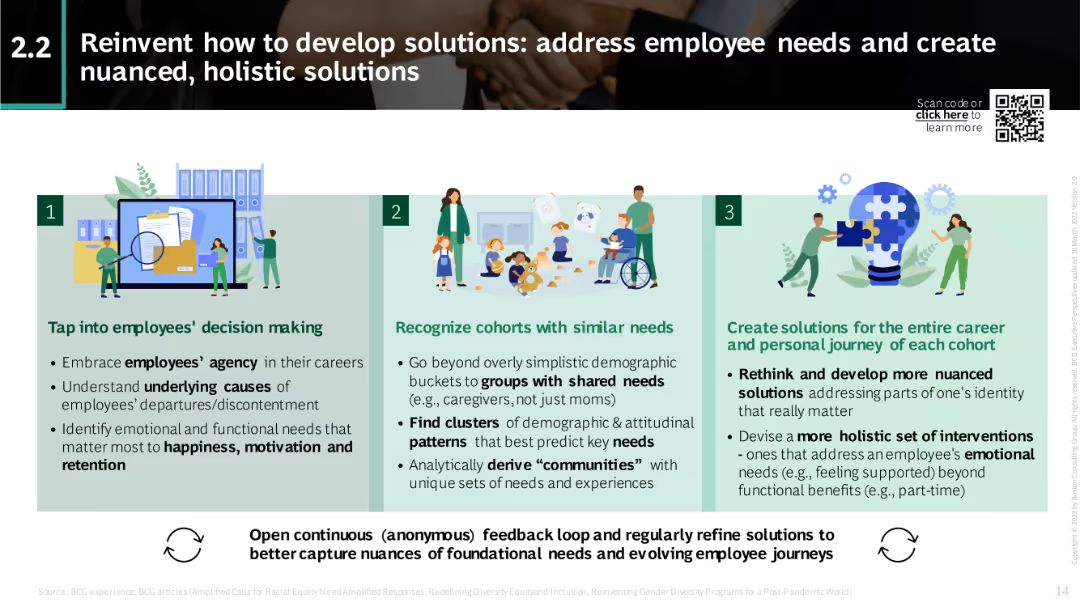 2.2
Reinvent how to develop solutions: address employee needs and create
nuanced, holistic solutions
Scan code or
click here to
learn more
1
Tap into employees' decision making
• Embrace employees' agency in their careers
• Understand underlying causes of
employees' departures/discontentment
• Identify emotional and functional needs that
matter most to happiness, motivation and
retention
2
Recognize cohorts with similar needs
• Go beyond overly simplistic demographic
buckets to groups with shared needs
(e.g., caregivers, not just moms)
• Find clusters of demographic & attitudinal
patterns that best predict key needs
• Analytically derive “communities” with
unique sets of needs and experiences
3
Create solutions for the entire career
and personal journey of each cohort
• Rethink and develop more nuanced
solutions addressing parts of one's identity
that really matter
• Devise a more holistic set of interventions
- ones that address an employee's emotional
needs (e.g., feeling supported) beyond
functional benefits (e.g., part-time)
Open continuous (anonymous) feedback loop and regularly refine solutions to
better capture nuances of foundational needs and evolving employee journeys
Source: BCG experience; BCG articles (Amplified Calls for Racial Equity Need Amplified Responses, Redefining Diversity Equity and Inclusion, Reinventing Gender Diversity Programs for a Post-Pandemic World)
14
Copyright © 2022 by Boston Consulting Group. All rights reserved. BCG Executive Perspectives updated 16 March 2022 Version 2.0